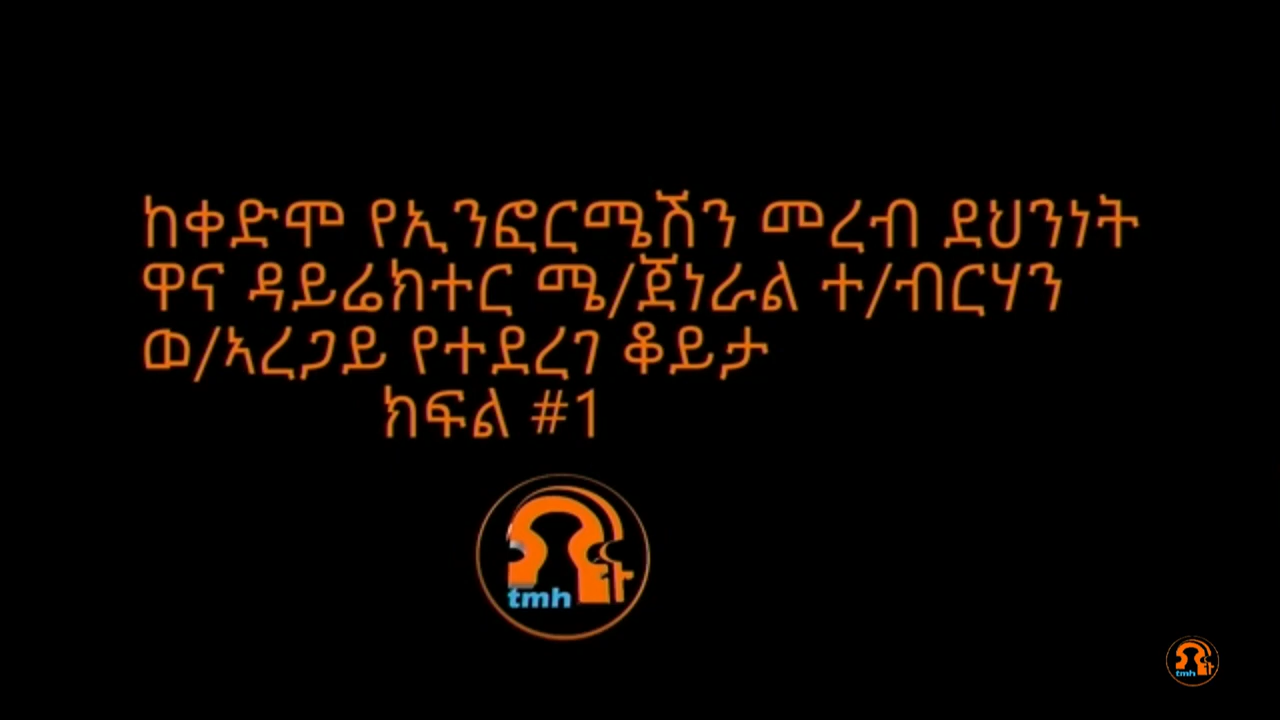 ከቀድሞ የኢንፎርሜሽን መረብ ደህንነት
ዋና ዳይሬክተር ሜ/ጀነራል ተ/ብርሃን
ወ/ኣረጋይ የተደረገ ቆይታ
ክፍል #1
tmh
tmh